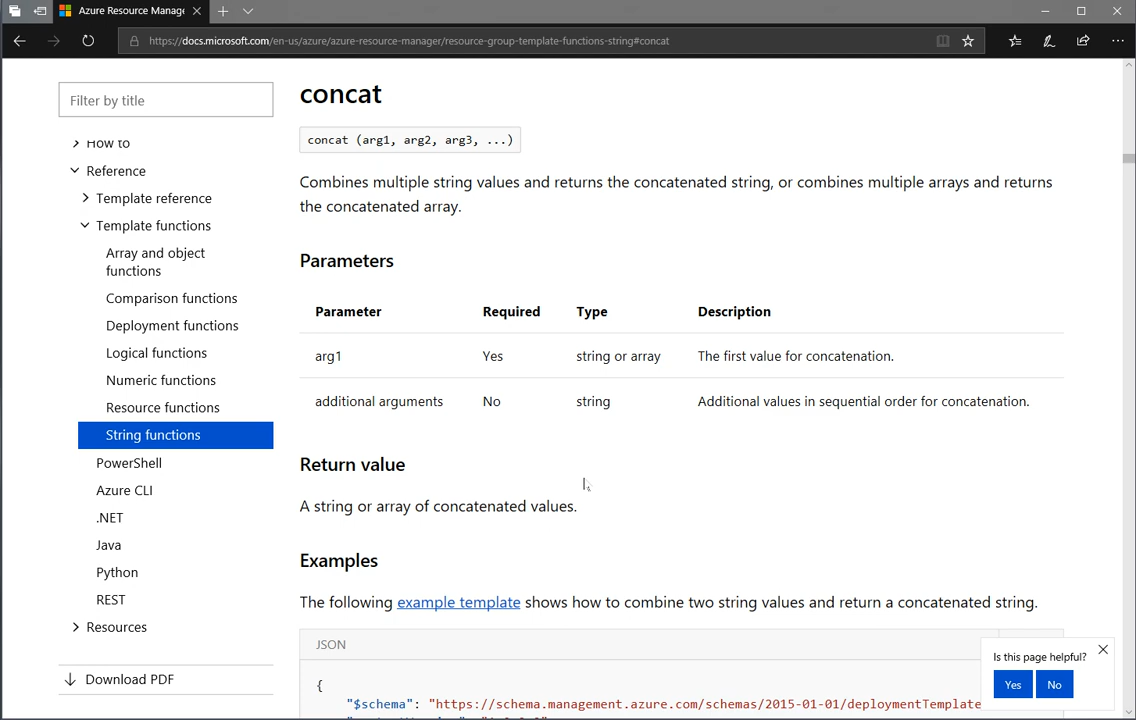 Azure Resource Manage
https://docs.microsoft.com/en-us/azure/azure-resource-manager/resource-group-template-functions-string#concat
Filter by title
How to
Reference
Template reference
Template functions
Array and object
functions
Comparison functions
Deployment functions
Logical functions
Numeric functions
Resource functions
String functions
PowerShell
Azure CLI
.NET
Java
Python
REST
Resources
Download PDF
concat
concat (arg1, arg2, arg3, ...)
Combines multiple string values and returns the concatenated string, or combines multiple arrays and returns
the concatenated array.
Parameters
Parameter Required Type Description
arg1 Yes string or array The first value for concatenation.
additional arguments No string Additional values in sequential order for concatenation.
Return value
A string or array of concatenated values.
Examples
The following example template shows how to combine two string values and return a concatenated string.
JSON
{
"$schema": "https://schema.management.azure.com/schemas/2015-01-01/deploymentTemplate
Is this page helpful?
Yes No